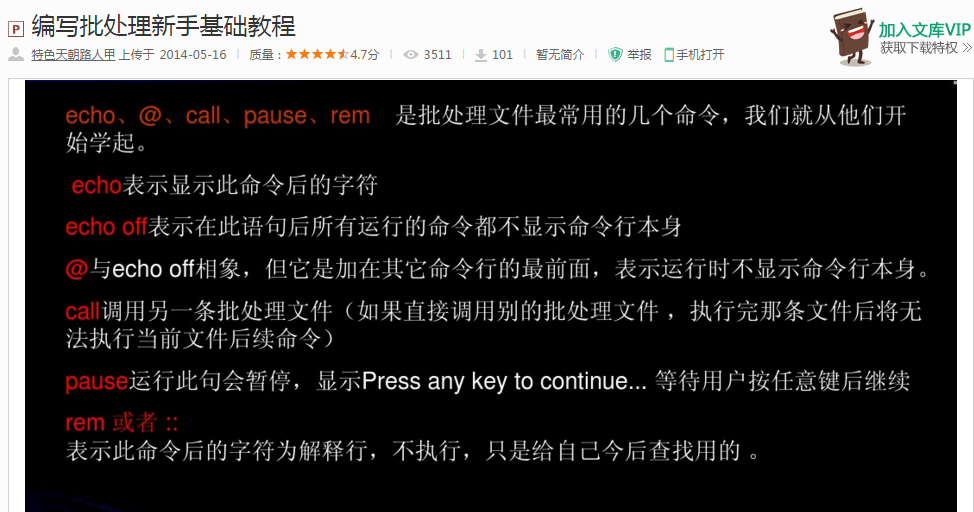 P 编写批处理新手基础教程
特色天朝路人甲 上传于 2014-05-16 质量：4.7分 3511 101 暂无简介 举报 手机打开
加入文库VIP
获取下载特权
echo、@、call、pause、rem 是批处理文件最常用的几个命令，我们就从他们开
始学起。
echo表示显示此命令后的字符
echo off表示在此语句后所有运行的命令都不显示命令行本身
@与echo off相象，但它是加在其它命令行的最前面，表示运行时不显示命令行本身。
call调用另一条批处理文件（如果直接调用别的批处理文件 ，执行完那条文件后将无
法执行当前文件后续命令）
pause运行此句会暂停，显示Press any key to continue... 等待用户按任意键后继续
rem 或者 ::
表示此命令后的字符为解释行，不执行，只是给自己今后查找用的 。